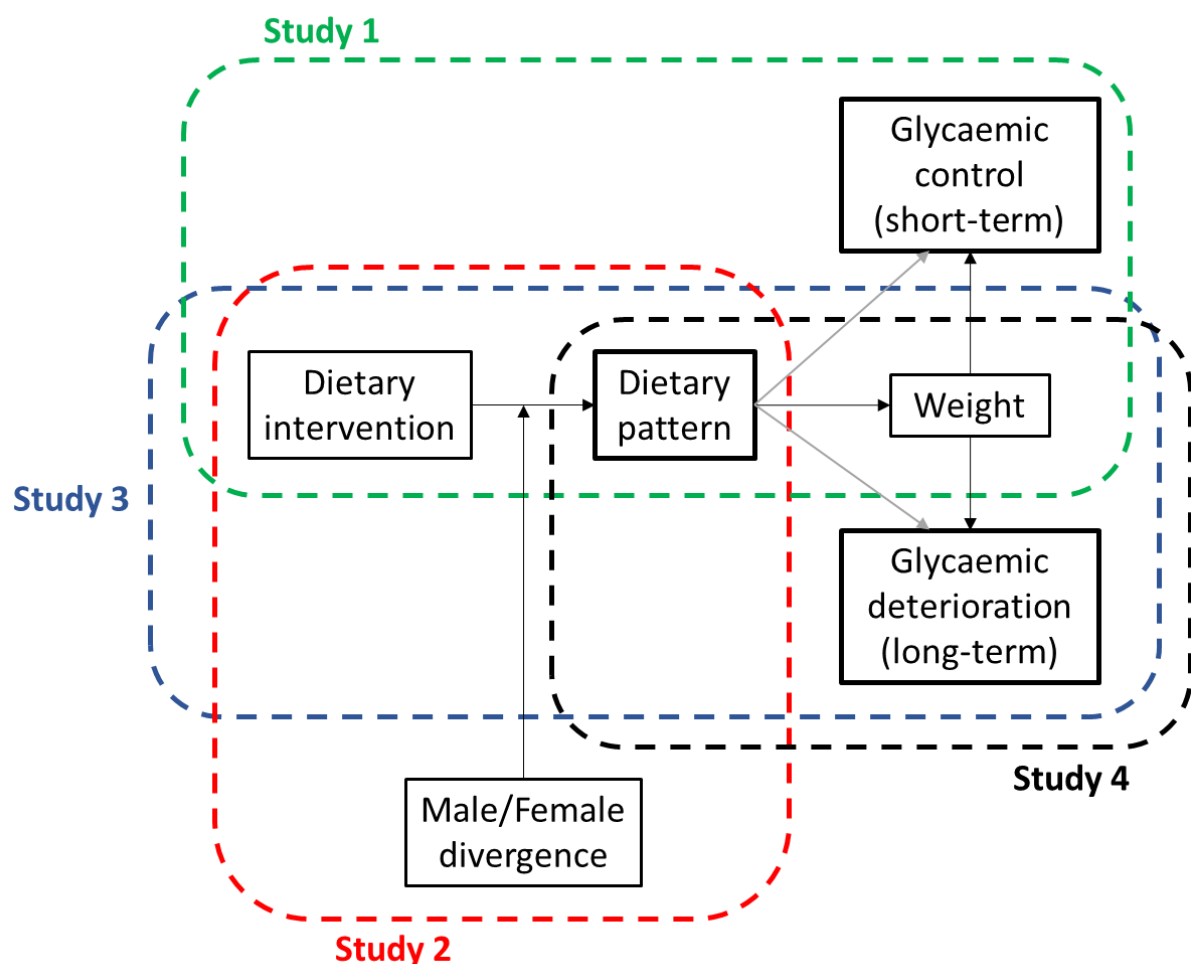 Study 1
Glycaemic
control
(short-term)
Dietary
intervention
Dietary
pattern
Weight
Study 3
Glycaemic
deterioration
(long-term)
Study 4
Male/Female
divergence
Study 2